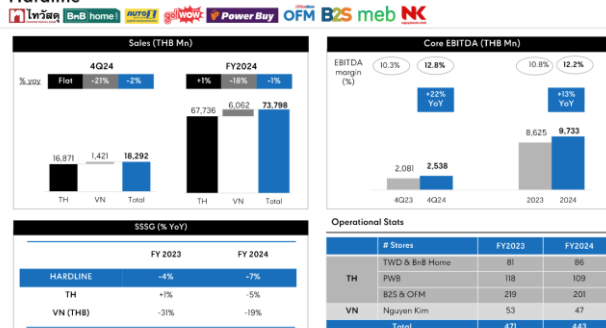 Hardline
ไทวัสดุ BnB home AUTO1 go!WOW Power Buy OFM B2S meb NK
Sales (THB Mn)
4Q24 FY2024
% yoy Flat -21% -2% +1% -18% -1%
67,736 6,062 73,798
16,871 1,421 18,292
TH VN Total TH VN Total
Core EBITDA (THB Mn)
EBITDA margin (%) 10.3% 12.8% 10.8% 12.2%
+22% YoY +13% YoY
8,625 9,733
2,081 2,538
4Q23 4Q24 2023 2024
SSSG (% YoY)
FY 2023 FY 2024
HARDLINE -4% -7%
TH +1% -5%
VN (THB) -31% -19%
Operational Stats
# Stores FY2023 FY2024
TWD & BnB Home 81 86
TH PWB 118 109
B2S & OFM 219 201
VN Nguyen Kim 53 47
Total 471 443